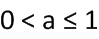 0 < a ≤ 1